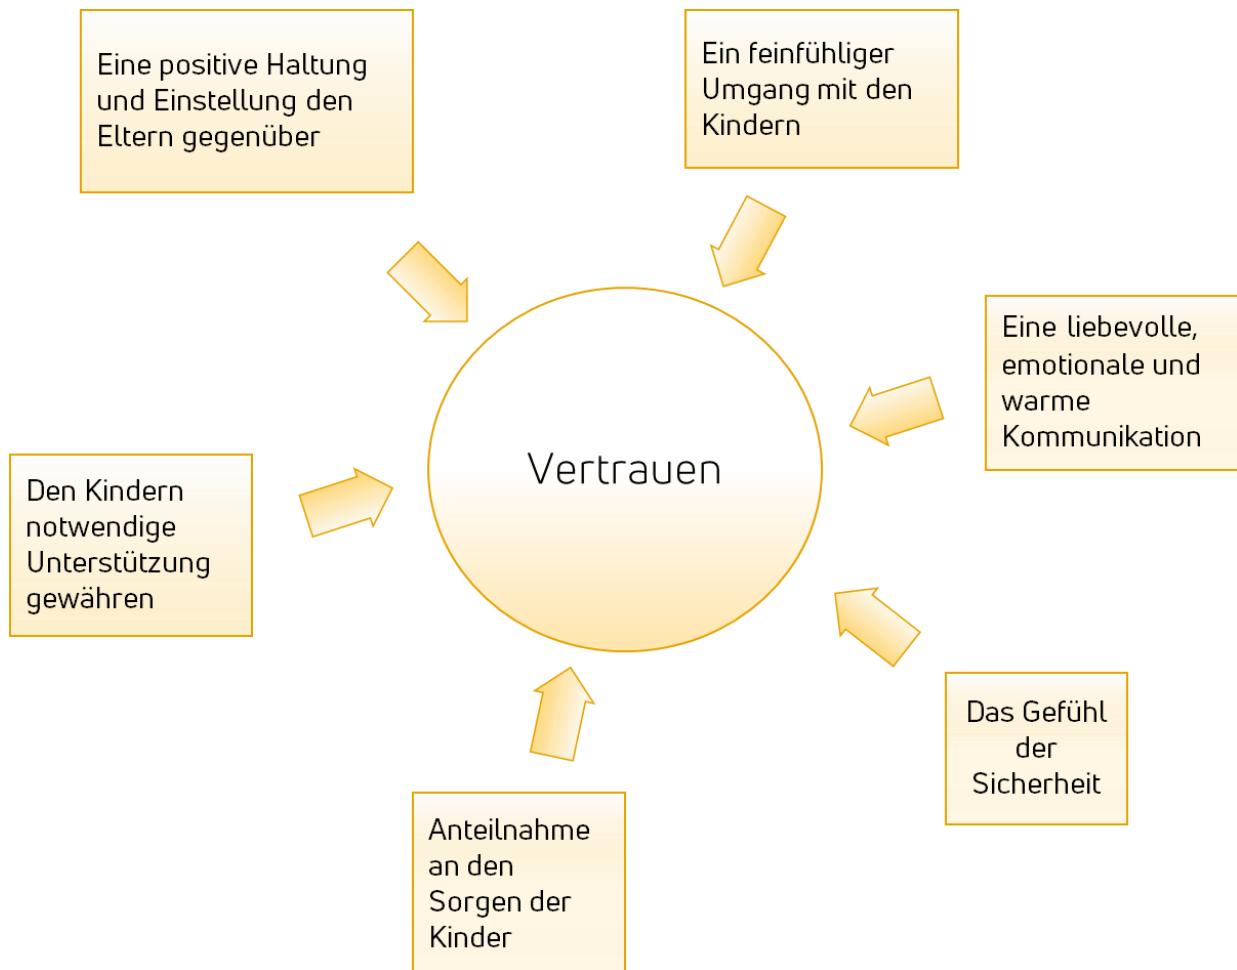 Eine positive Haltung
und Einstellung den
Eltern gegenüber
Ein feinfühliger
Umgang mit den
Kindern
Eine liebevolle,
emotionale und
warme
Kommunikation
Vertrauen
Den Kindern
notwendige
Unterstützung
gewähren
Das Gefühl
der
Sicherheit
Anteilnahme
an den
Sorgen der
Kinder